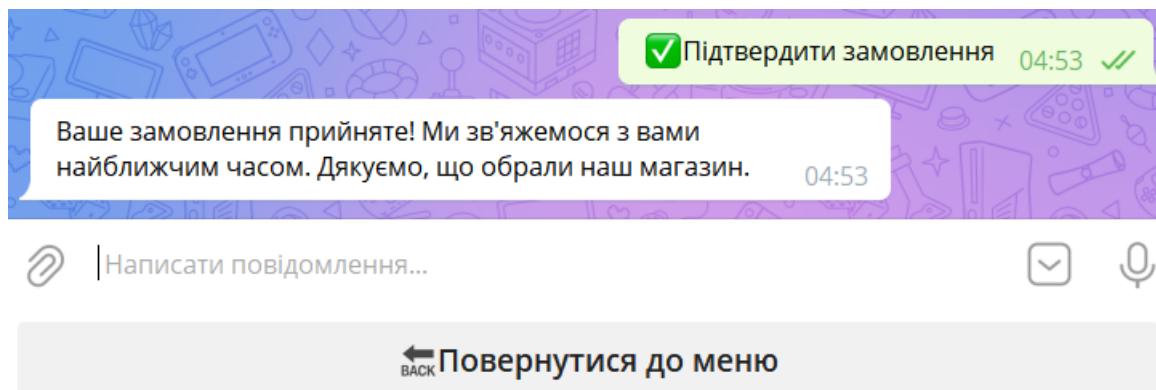 ✅Підтвердити замовлення 04:53
Ваше замовлення прийняте! Ми зв'яжемося з вами
найближчим часом. Дякуємо, що обрали наш магазин. 04:53
Написати повідомлення...
BACK Повернутися до меню